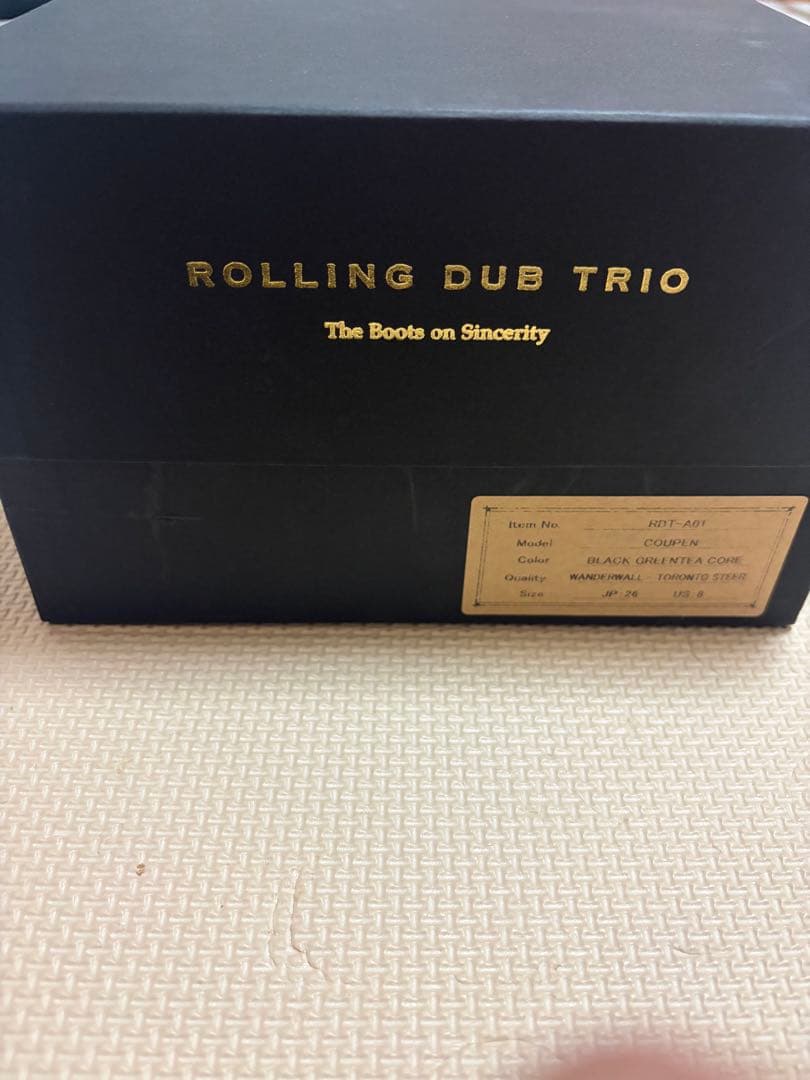 ROLLING DUB TRIO
The Boots on Sincerity
Item No. RDT-A01
Model COUPEN
Color BLACK GREENTEA CORE
Quality WANDERWALL TORONTO STEER
Size JP 26 US 8